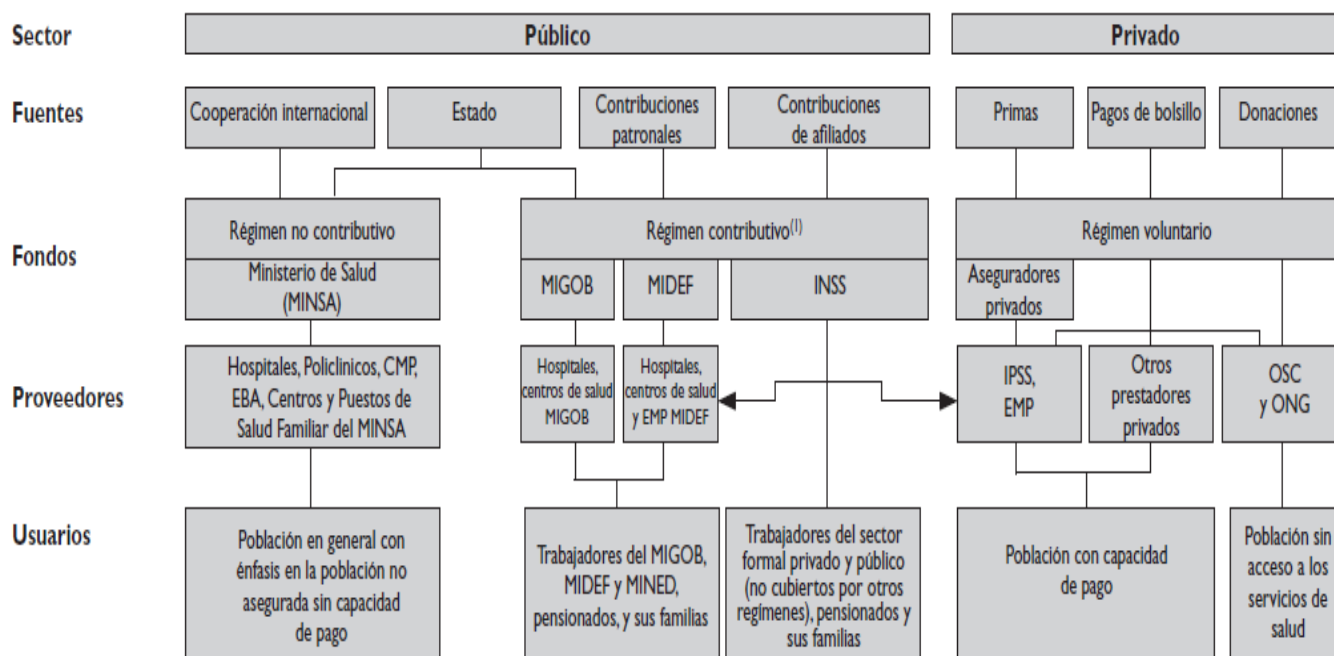 Sector
Público
Privado
Fuentes
Cooperación internacional
Estado
Contribuciones
patronales
Contribuciones
de afiliados
Primas
Pagos de bolsillo
Donaciones
Fondos
Régimen no contributivo
Ministerio de Salud
(MINSA)
Régimen contributivo(1)
MIGOB
MIDEF
INSS
Régimen voluntario
Aseguradores
privados
Proveedores
Hospitales, Policlínicos, CMP,
EBA, Centros y Puestos de
Salud Familiar del MINSA
Hospitales,
centros de salud
MIGOB
Hospitales,
centros de salud
y EMP MIDEF
IPSS,
EMP
Otros
prestadores
privados
OSC
y ONG
Usuarios
Población en general con
énfasis en la población no
asegurada sin capacidad
de pago
Trabajadores del MIGOB,
MIDEF y MINED,
pensionados, y sus familias
Trabajadores del sector
formal privado y público
(no cubiertos por otros
regímenes), pensionados y
sus familias
Población con capacidad
de pago
Población sin
acceso a los
servicios de
salud